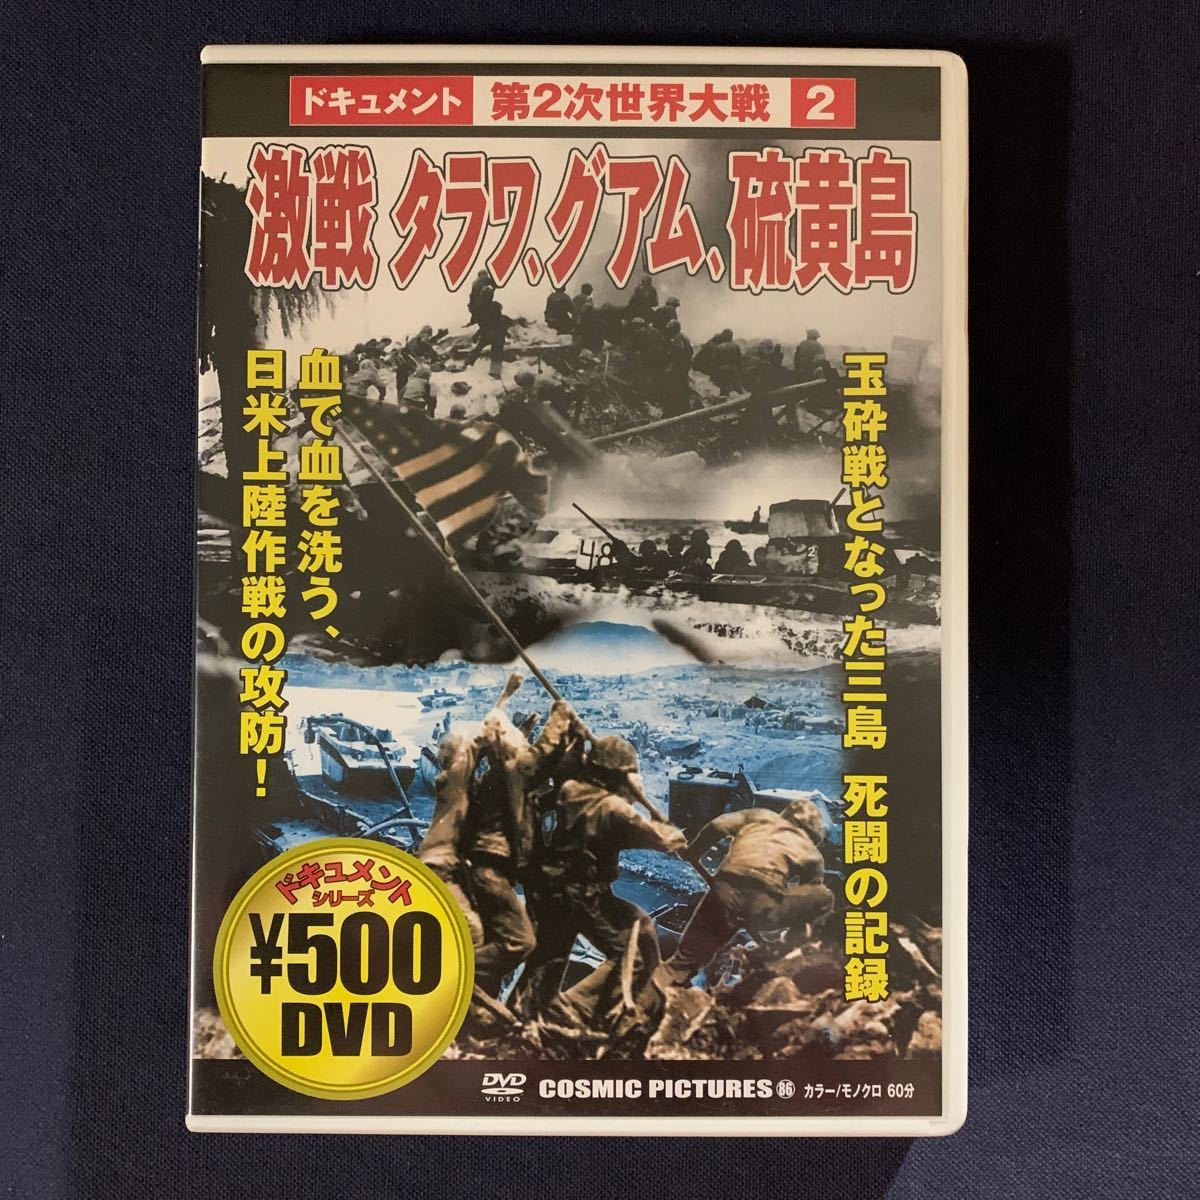 ドキュメント 第2次世界大戦 2
激戦 タラワ、グアム、硫黄島
玉砕戦となった三島 死闘の記録
血で血を洗う、
日米上陸作戦の攻防!
48
2
ドキュメント
シリーズ
¥500
DVD
DVD
VIDEO
COSMIC PICTURES 86 カラー/モノクロ 60分